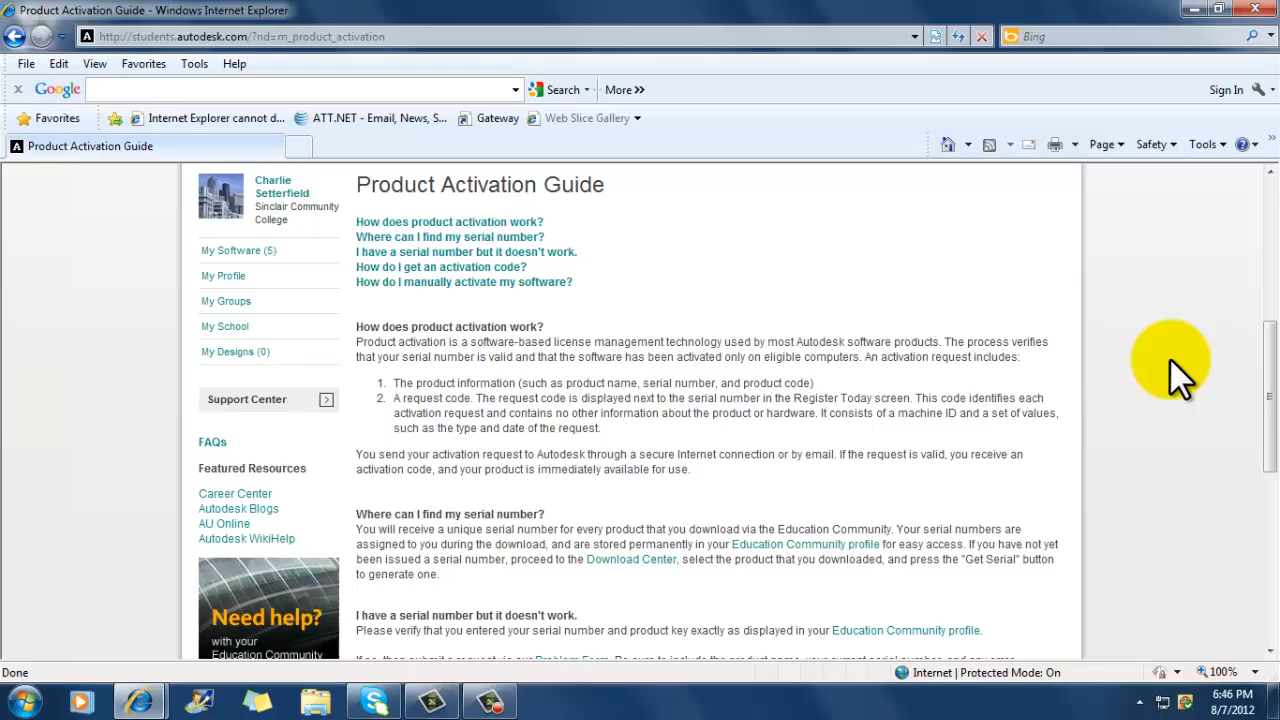 Product Activation Guide - Windows Internet Explorer
http://students.autodesk.com/?nd=m_product_activation
Bing
File Edit View Favorites Tools Help
Google Search More »
Sign In
Favorites Internet Explorer cannot d... ATT.NET - Email, News, S... Gateway Web Slice Gallery
Product Activation Guide
Page Safety Tools
Charlie
Setterfield
Sinclair Community
College
My Software (5)
My Profile
My Groups
My School
My Designs (0)
Support Center
FAQs
Featured Resources
Career Center
Autodesk Blogs
AU Online
Autodesk WikiHelp
Need help?
with your
Education Community
Product Activation Guide
How does product activation work?
Where can I find my serial number?
I have a serial number but it doesn't work.
How do I get an activation code?
How do I manually activate my software?
How does product activation work?
Product activation is a software-based license management technology used by most Autodesk software products. The process verifies
that your serial number is valid and that the software has been activated only on eligible computers. An activation request includes:
1. The product information (such as product name, serial number, and product code)
2. A request code. The request code is displayed next to the serial number in the Register Today screen. This code identifies each
activation request and contains no other information about the product or hardware. It consists of a machine ID and a set of values,
such as the type and date of the request.
You send your activation request to Autodesk through a secure Internet connection or by email. If the request is valid, you receive an
activation code, and your product is immediately available for use.
Where can I find my serial number?
You will receive a unique serial number for every product that you download via the Education Community. Your serial numbers are
assigned to you during the download, and are stored permanently in your Education Community profile for easy access. If you have not yet
been issued a serial number, proceed to the Download Center, select the product that you downloaded, and press the "Get Serial" button
to generate one.
I have a serial number but it doesn't work.
Please verify that you entered your serial number and product key exactly as displayed in your Education Community profile.
Done
Internet | Protected Mode: On
100%
6:46 PM
8/7/2012